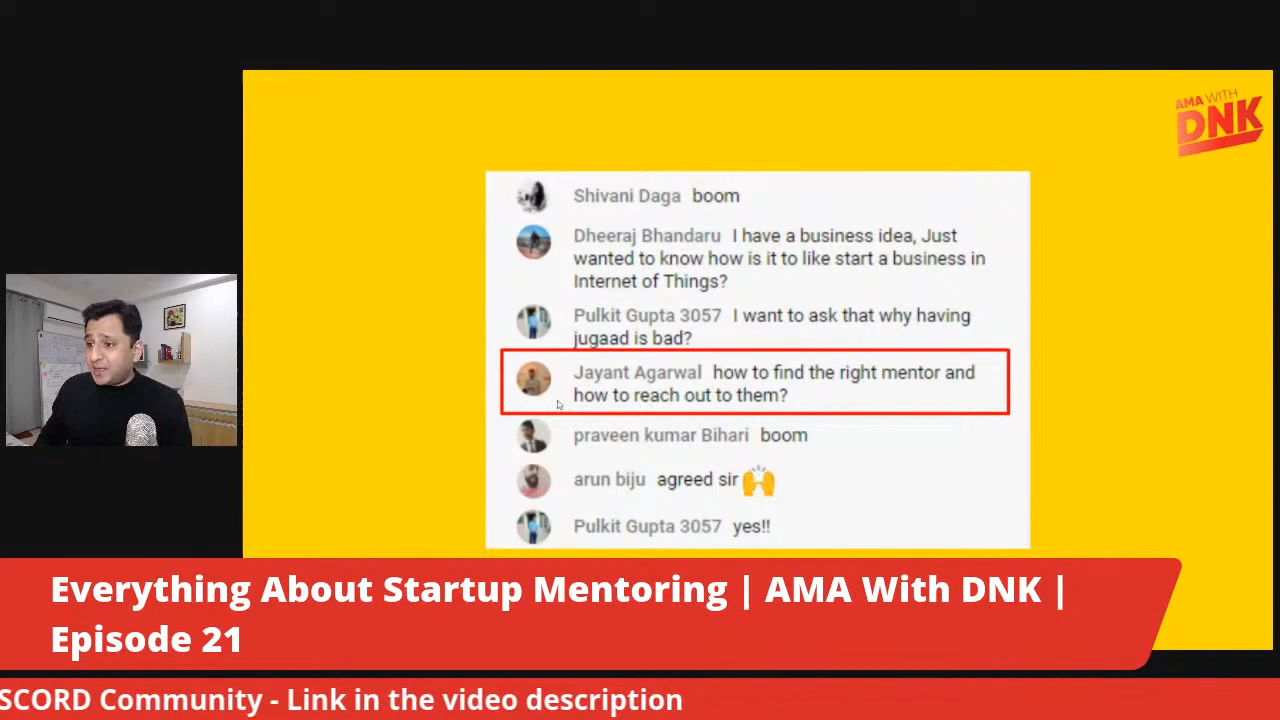 AMA WITH
DNK
Shivani Daga boom
Dheeraj Bhandaru I have a business idea, Just
wanted to know how is it to like start a business in
Internet of Things?
Pulkit Gupta 3057 I want to ask that why having
jugaad is bad?
Jayant Agarwal how to find the right mentor and
how to reach out to them?
praveen kumar Bihari boom
arun biju agreed sir 🙌
Pulkit Gupta 3057 yes!!
Everything About Startup Mentoring | AMA With DNK |
Episode 21
SCORD Community - Link in the video description